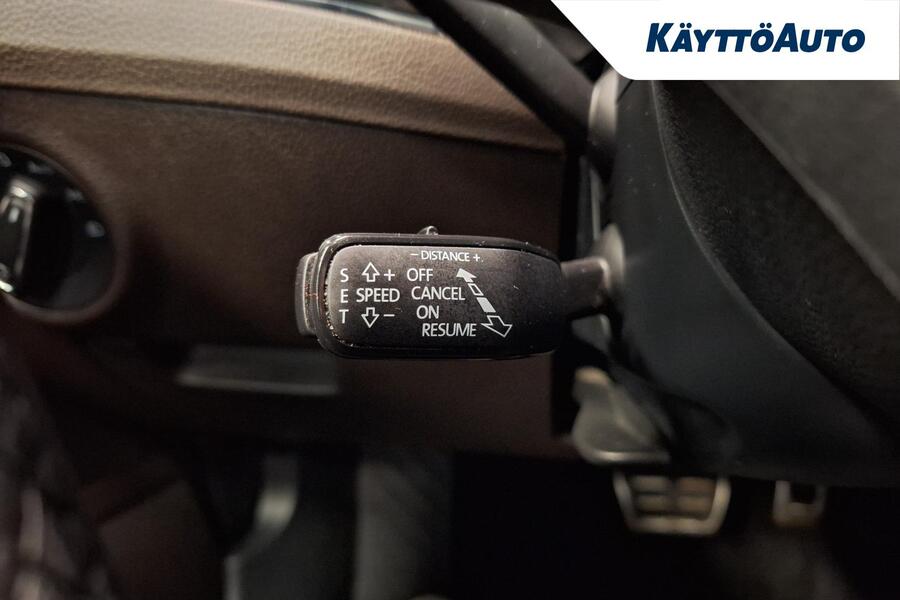 KÄYTTÖAUTO
− DISTANCE +
S + OFF
E SPEED CANCEL
T − ON
RESUME